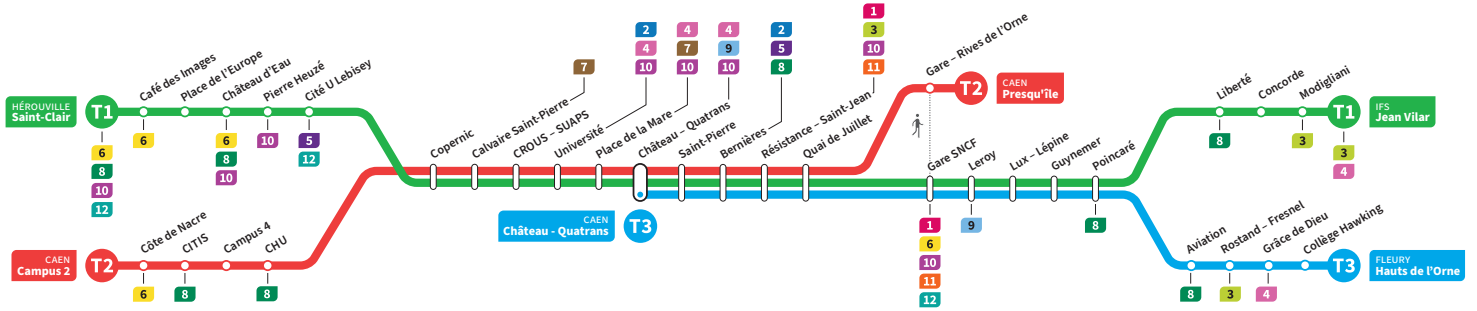 HÉROUVILLE
Saint-Clair
T1
6
8
10
12
Café des Images
6
Place de l'Europe
Château d'Eau
6
8
10
Pierre Heuzé
10
Cité U Lebisey
5
12
CAEN
Campus 2
T2
Côte de Nacre
6
CITIS
8
Campus 4
CHU
8
Copernic
Calvaire Saint-Pierre
7
CROUS – SUAPS
Université
2
4
10
Place de la Mare
4
7
10
Château – Quatrans
4
9
10
CAEN
Château - Quatrans
T3
Saint-Pierre
Bernières
2
5
8
Résistance – Saint-Jean
1
3
10
11
Quai de Juillet
Gare – Rives de l'Orne
T2
CAEN
Presqu'île
Gare SNCF
1
6
10
11
12
Leroy
9
Lux – Lépine
Guynemer
Poincaré
8
Liberté
8
Concorde
Modigliani
3
T1
3
4
IFS
Jean Vilar
Aviation
8
Rostand – Fresnel
3
Grâce de Dieu
4
Collège Hawking
T3
FLEURY
Hauts de l'Orne